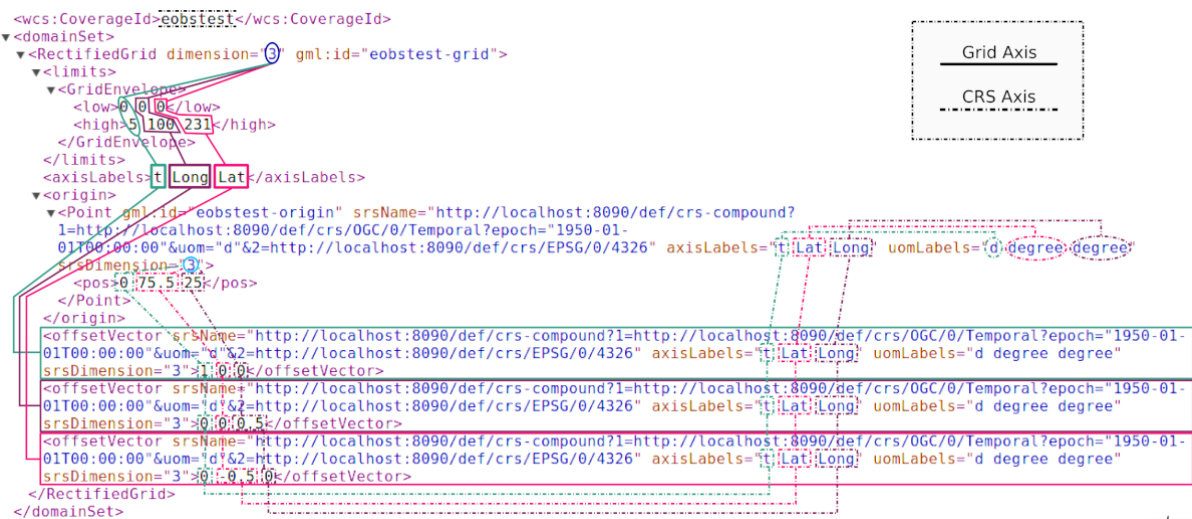 <wcs:CoverageId>eobstest</wcs:CoverageId>
▼<domainSet>
▼<RectifiedGrid dimension="3" gml:id="eobstest-grid">
▼<limits>
▼<GridEnvelope>
<low>0 0 0</low>
<high>5 100 231</high>
</GridEnvelope>
</limits>
<axisLabels>t Long Lat</axisLabels>
▼<origin>
▼<Point gml:id="eobstest-origin" srsName="http://localhost:8090/def/crs-compound?
1=http://localhost:8090/def/crs/OGC/0/Temporal?epoch="1950-01-
01T00:00:00"&uom="d"&2=http://localhost:8090/def/crs/EPSG/0/4326" axisLabels="t Lat Long" uomLabels="d degree degree"
srsDimension="3">
<pos>0 75.5 25</pos>
</Point>
</origin>
<offsetVector srsName="http://localhost:8090/def/crs-compound?1=http://localhost:8090/def/crs/OGC/0/Temporal?epoch="1950-01-
01T00:00:00"&uom="d"&2=http://localhost:8090/def/crs/EPSG/0/4326" axisLabels="t Lat Long" uomLabels="d degree degree"
srsDimension="3">1 0 0</offsetVector>
<offsetVector srsName="http://localhost:8090/def/crs-compound?1=http://localhost:8090/def/crs/OGC/0/Temporal?epoch="1950-01-
01T00:00:00"&uom="d"&2=http://localhost:8090/def/crs/EPSG/0/4326" axisLabels="t Lat Long" uomLabels="d degree degree"
srsDimension="3">0 0 0.5</offsetVector>
<offsetVector srsName="http://localhost:8090/def/crs-compound?1=http://localhost:8090/def/crs/OGC/0/Temporal?epoch="1950-01-
01T00:00:00"&uom="d"&2=http://localhost:8090/def/crs/EPSG/0/4326" axisLabels="t Lat Long" uomLabels="d degree degree"
srsDimension="3">0 -0.5 0</offsetVector>
</RectifiedGrid>
</domainSet>
Grid Axis
CRS Axis